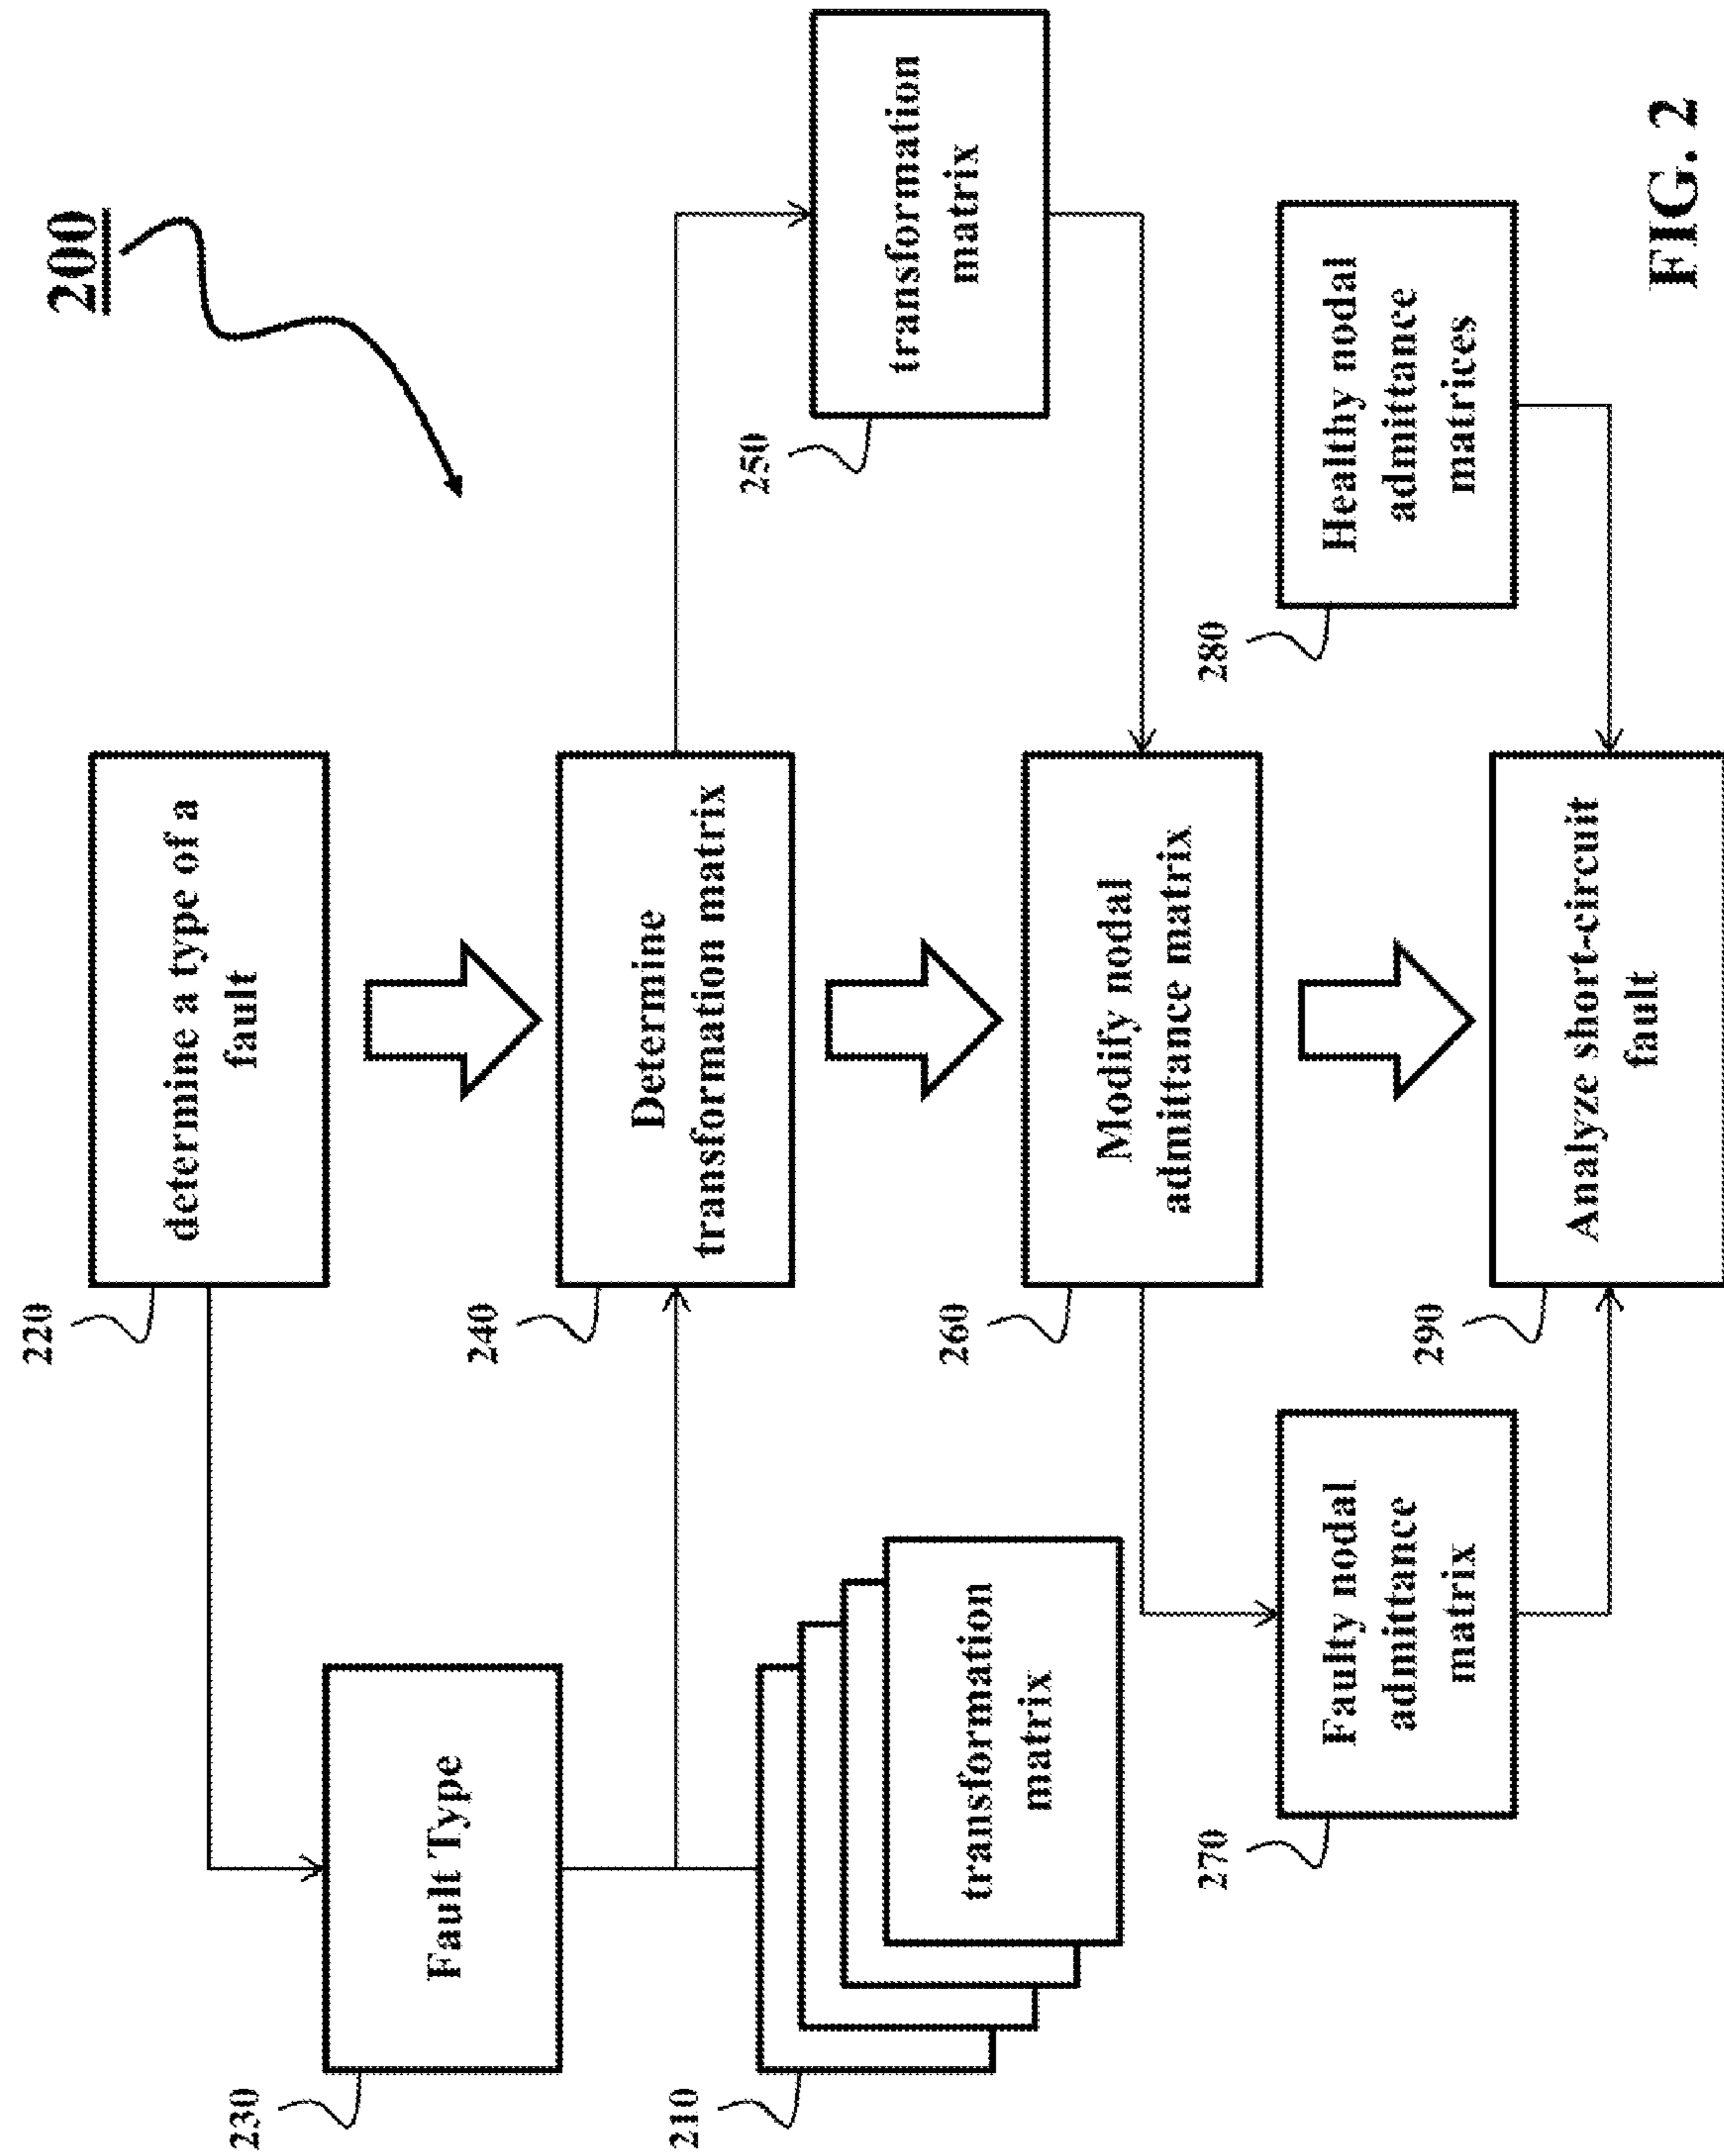 200
220
determine a type of a
fault
230
Fault Type
240
Determine
transformation matrix
210
transformation
matrix
250
transformation
matrix
260
Modify nodal
admittance matrix
270
Faulty nodal
admittance
matrix
280
Healthy nodal
admittance
matrices
290
Analyze short-circuit
fault
FIG. 2